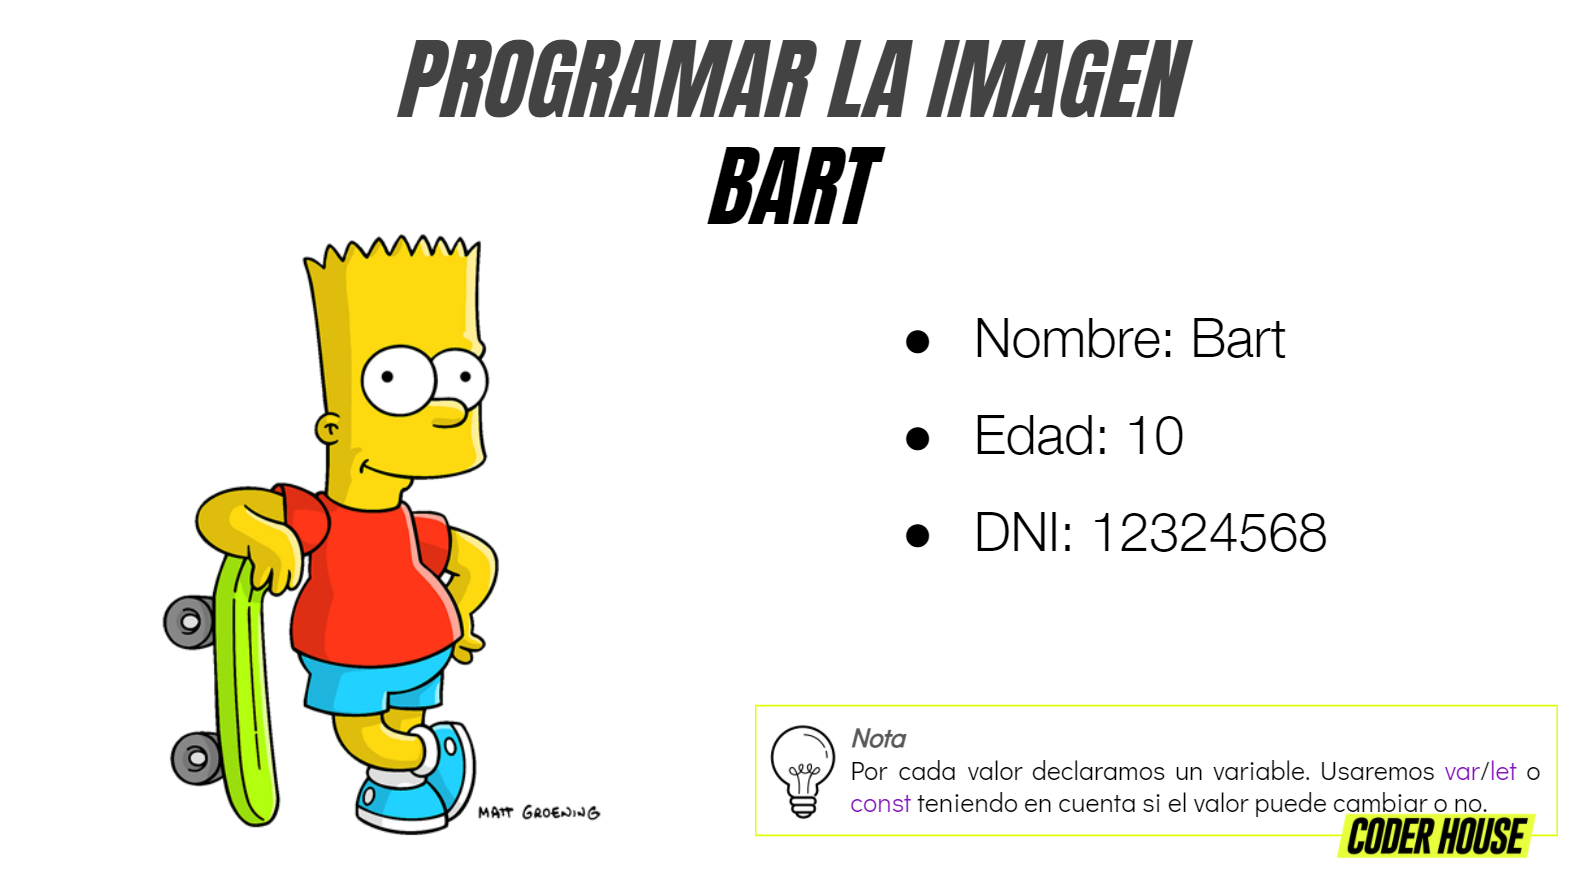 PROGRAMAR LA IMAGEN
BART
● Nombre: Bart
● Edad: 10
● DNI: 12324568
Nota
Por cada valor declaramos un variable. Usaremos var/let o
const teniendo en cuenta si el valor puede cambiar o no.
MATT GROENING
CODER HOUSE